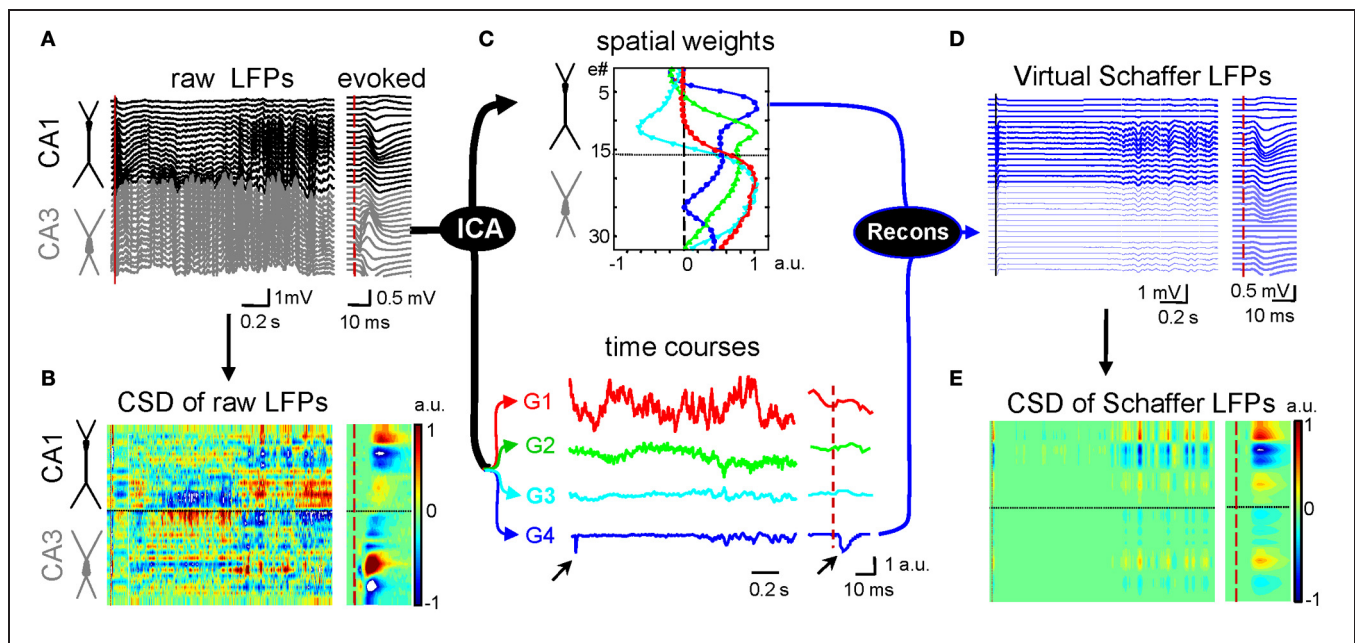 A
raw LFPs
evoked
CA1
CA3
1mV
0.2 s
0.5 mV
10 ms
B
CSD of raw LFPs
a.u.
CA1
CA3
1
0
-1
ICA
C
spatial weights
e#
5
15
30
-1
0
1
a.u.
time courses
G1
G2
G3
G4
0.2 s
1 a.u.
10 ms
Recons
D
Virtual Schaffer LFPs
1 mV
0.2 s
0.5 mV
10 ms
E
CSD of Schaffer LFPs
a.u.
1
0
-1